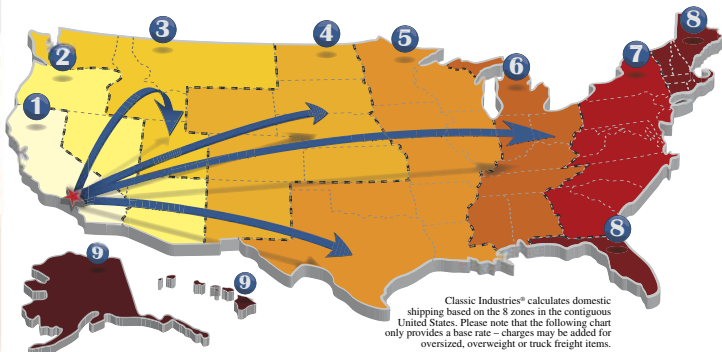 8
3
4
5
2
6
7
1
8
9
9
Classic Industries® calculates domestic
shipping based on the 8 zones in the contiguous
United States. Please note that the following chart
only provides a base rate – charges may be added for
oversized, overweight or truck freight items.